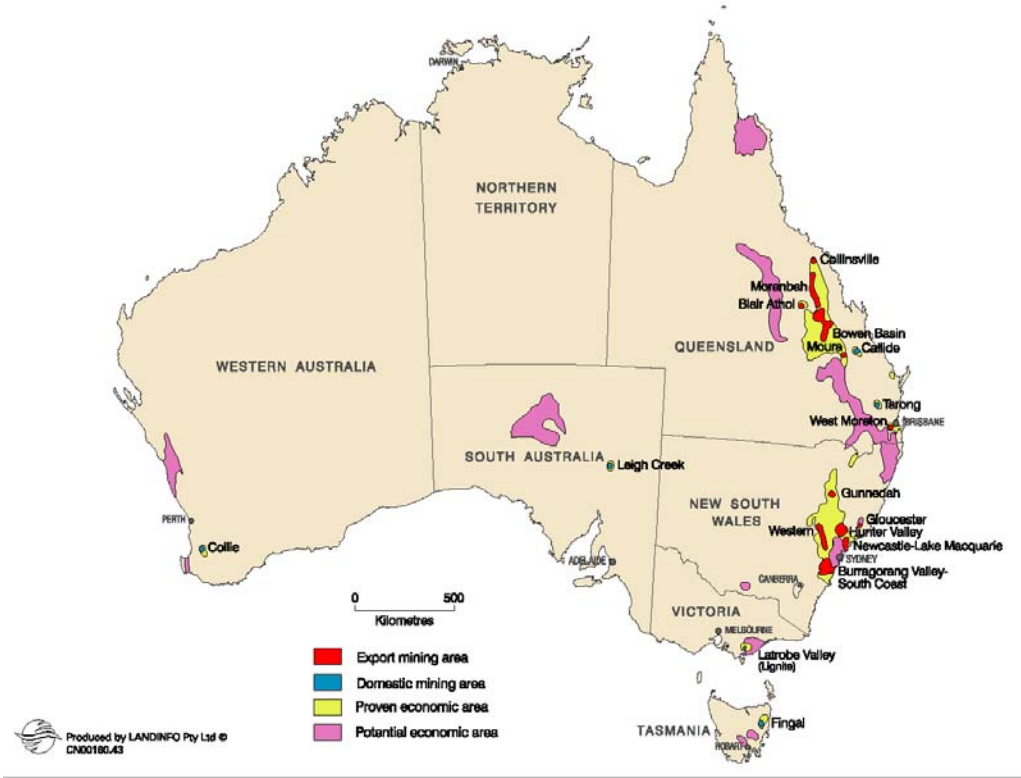 DARWIN
NORTHERN
TERRITORY
Collinsville
Moranbah
Blair Athol
Bowen Basin
QUEENSLAND
Moura
Callide
WESTERN AUSTRALIA
Tarong
West Moreton
BRISBANE
SOUTH AUSTRALIA
Leigh Creek
Gunnedah
NEW SOUTH
WALES
Gloucester
PERTH
Western
Hunter Valley
Newcastle-Lake Macquarie
Collie
SYDNEY
ADELAIDE
Burragorang Valley-
South Coast
CANBERRA
0 500
Kilometres
VICTORIA
MELBOURNE
Latrobe Valley
(Lignite)
Export mining area
Domestic mining area
Proven economic area
Potential economic area
Fingal
TASMANIA
HOBART
Produced by LANDINFO Pty Ltd ©
CN00160.43